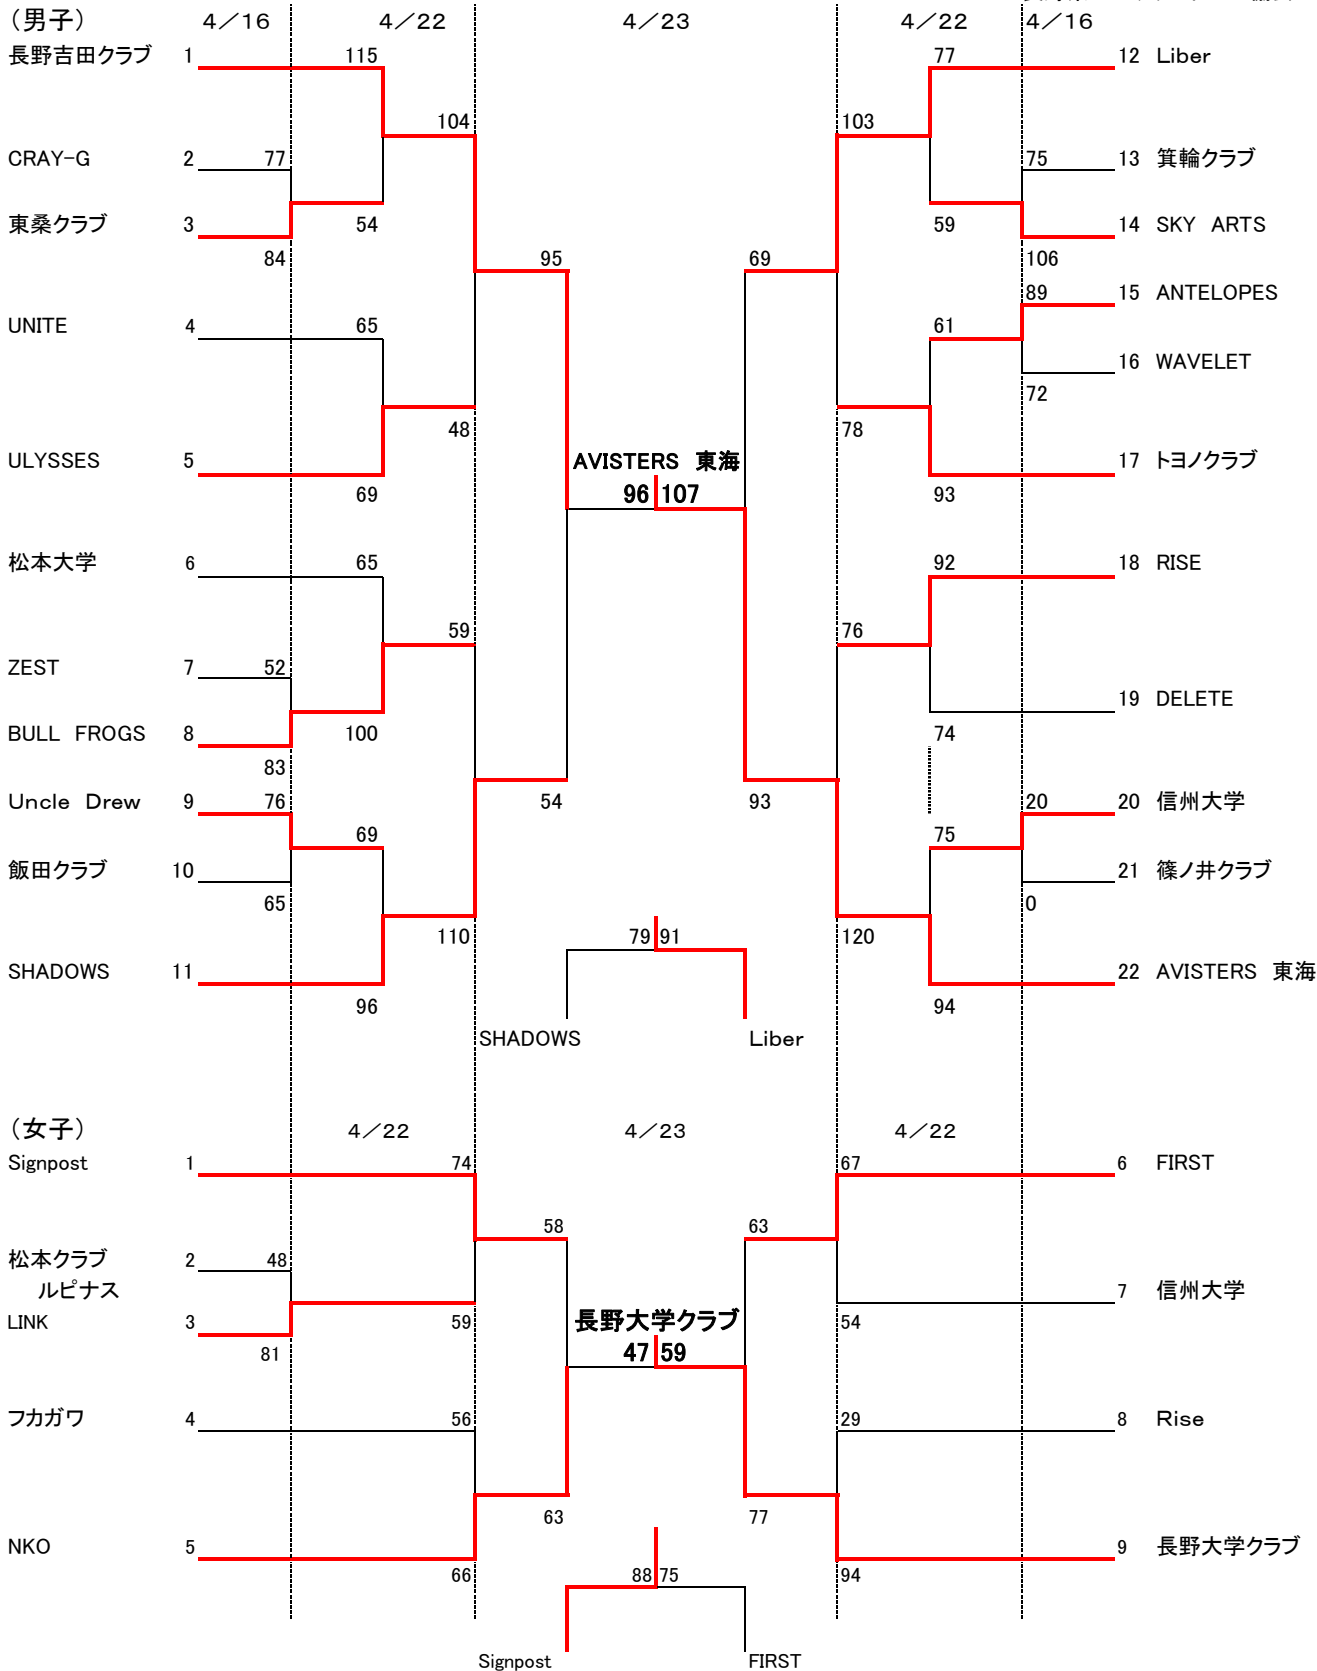 （男子）　4／16　4／22　4／23　4／22　4／16
長野吉田クラブ　1　115　77　12　Liber
104　103
CRAY-G　2　77　75　13　箕輪クラブ
東桑クラブ　3　54　59　14　SKY ARTS
84　95　69　106
89　15　ANTELOPES
UNITE　4　65　61
16　WAVELET
72
48　78
ULYSSES　5　AVISTERS 東海　17　トヨノクラブ
69　96　107　93
松本大学　6　65　92　18　RISE
59　76
ZEST　7　52
19　DELETE
BULL FROGS　8　100　74
83
Uncle Drew　9　76　54　93　20　20　信州大学
69　75
飯田クラブ　10　21　篠ノ井クラブ
65　0
110　79　91　120
SHADOWS　11　22　AVISTERS 東海
96　94
SHADOWS　Liber
（女子）　4／22　4／23　4／22
Signpost　1　74　67　6　FIRST
58　63
松本クラブ　2　48
ルピナス　7　信州大学
LINK　3　59　長野大学クラブ　54
81　47　59
フカガワ　4　56　29　8　Rise
63　77
NKO　5　9　長野大学クラブ
66　88　75　94
Signpost　FIRST